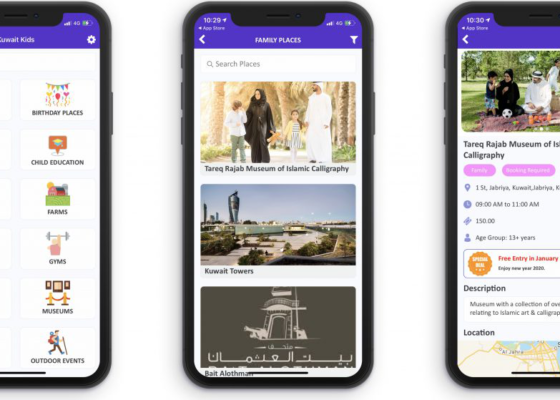 Kuwait Kids
BIRTHDAY PLACES
CHILD EDUCATION
FARMS
GYMS
MUSEUMS
OUTDOOR EVENTS
10:29
4G
App Store
FAMILY PLACES
Search Places
Tareq Rajab Museum of Islamic Calligraphy
Kuwait Towers
متحف
بيت العثمان
Bait Alothman
10:30
App Store
Tareq Rajab Museum of Isl
Calligraphy
Family
Booking Required
1 St, Jabriya, Kuwait,Jabriya, K
09:00 AM to 11:00 AM
150.00
Age Group: 13+ years
SPECIAL
DEAL
Free Entry in January
Enjoy new year 2020.
Description
Museum with a collection of ove
relating to Islamic art & calligra
Location
Al Jahra